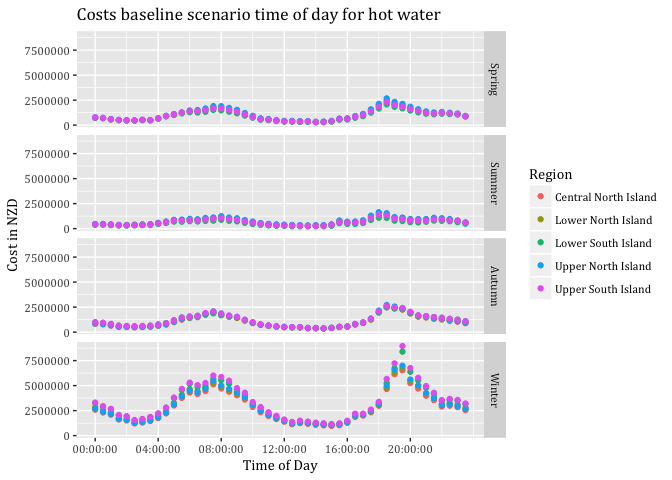 Costs baseline scenario time of day for hot water
Cost in NZD
7500000
5000000
2500000
0
Spring
7500000
5000000
2500000
0
Summer
7500000
5000000
2500000
0
Autumn
7500000
5000000
2500000
0
Winter
00:00:00 04:00:00 08:00:00 12:00:00 16:00:00 20:00:00
Time of Day
Region
Central North Island
Lower North Island
Lower South Island
Upper North Island
Upper South Island